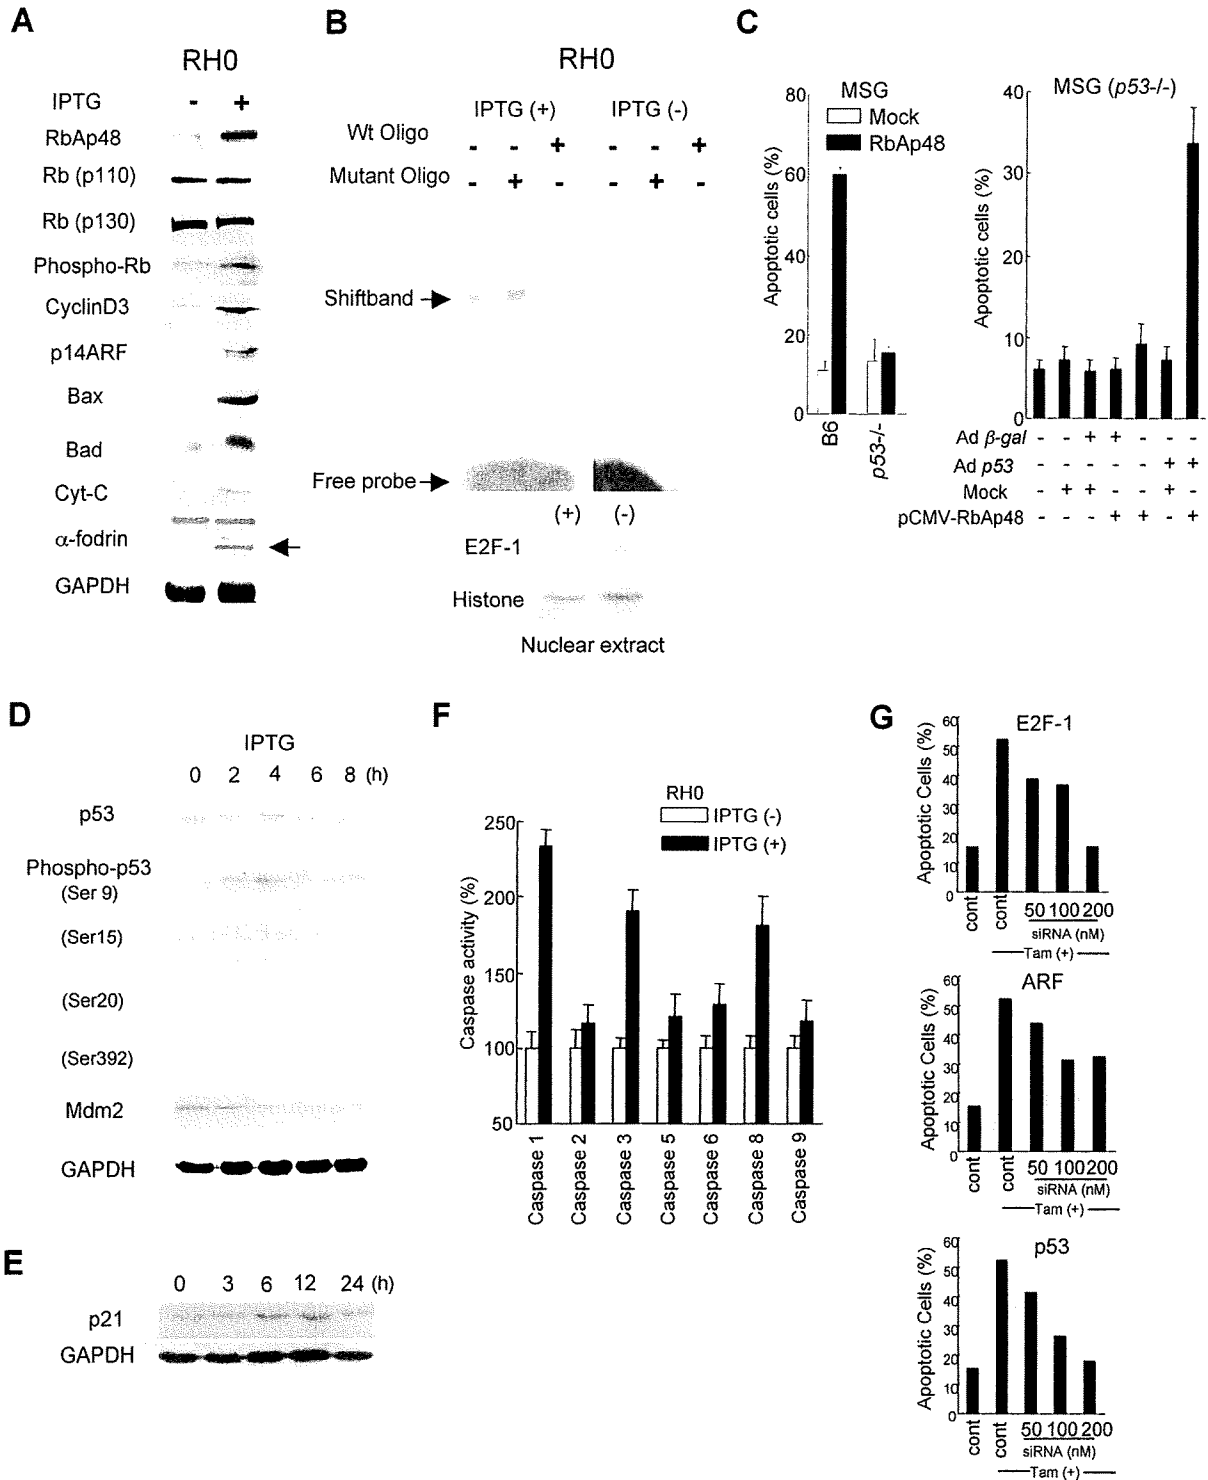 A
RH0
IPTG - +
RbAp48
Rb (p110)
Rb (p130)
Phospho-Rb
CyclinD3
p14ARF
Bax
Bad
Cyt-C
α-fodrin
GAPDH
B
RH0
IPTG (+) IPTG (-)
Wt Oligo - - + - - +
Mutant Oligo - + - - + -
Shiftband
Free probe
(+) (-)
E2F-1
Histone
Nuclear extract
C
MSG
Mock
RbAp48
Apoptotic cells (%)
80
60
40
20
0
B6
p53-/-
MSG (p53-/-)
Apoptotic cells (%)
40
30
20
10
0
Ad β-gal - - + + - - -
Ad p53 - - - - - + +
Mock - + + - - + -
pCMV-RbAp48 - - - + + - +
D
IPTG
0 2 4 6 8 (h)
p53
Phospho-p53
(Ser 9)
(Ser15)
(Ser20)
(Ser392)
Mdm2
GAPDH
E
0 3 6 12 24 (h)
p21
GAPDH
F
RH0
IPTG (-)
IPTG (+)
Caspase activity (%)
250
200
150
100
50
Caspase 1
Caspase 2
Caspase 3
Caspase 5
Caspase 6
Caspase 8
Caspase 9
G
E2F-1
Apoptotic Cells (%)
60
50
40
30
20
10
0
cont
cont
50 100 200
siRNA (nM)
Tam (+)
ARF
Apoptotic Cells (%)
60
50
40
30
20
10
0
cont
cont
50 100 200
siRNA (nM)
Tam (+)
p53
Apoptotic Cells (%)
60
50
40
30
20
10
0
cont
cont
50 100 200
siRNA (nM)
Tam (+)